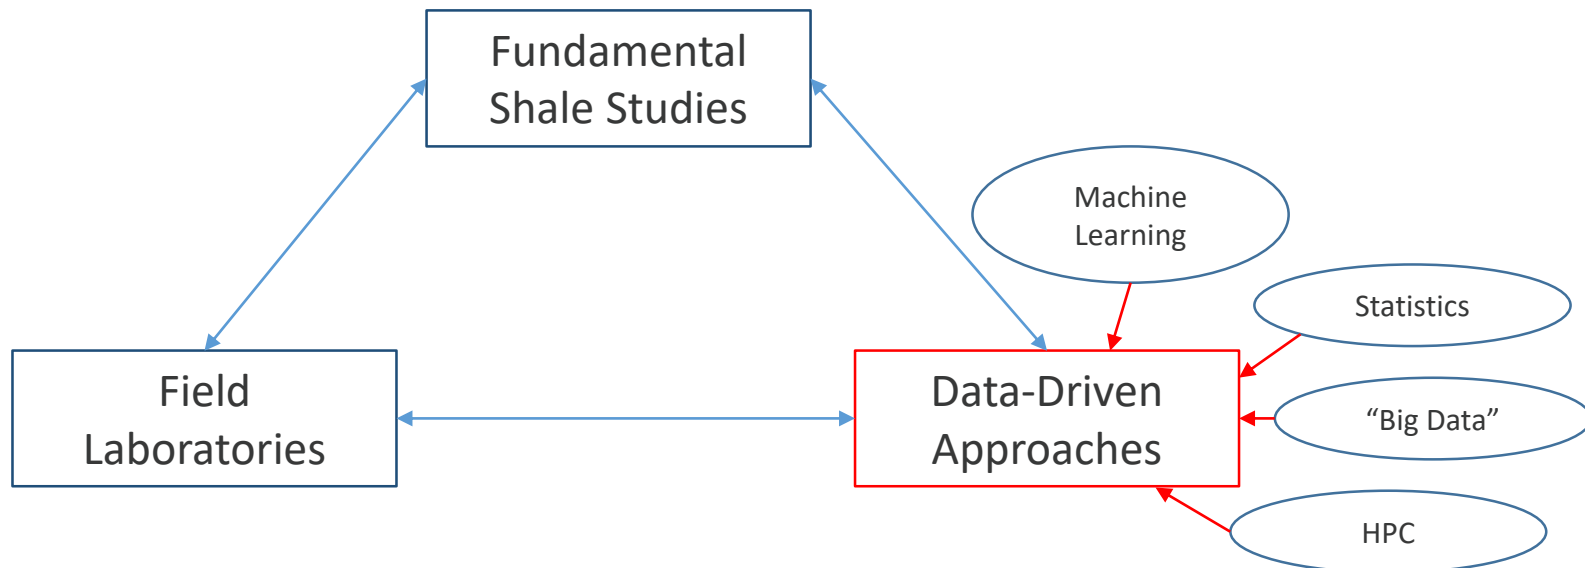 Fundamental
Shale Studies
Machine
Learning
Statistics
Field
Laboratories
Data-Driven
Approaches
“Big Data”
HPC